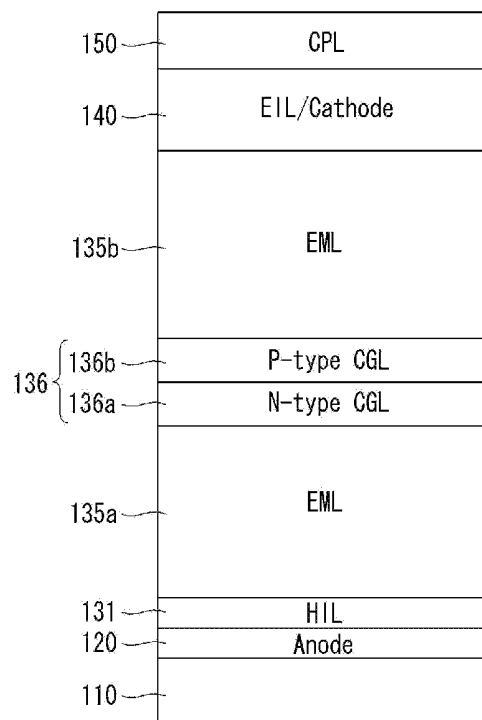 150 CPL
140 EIL/Cathode
135b EML
136b P-type CGL
136
136a N-type CGL
135a EML
131 HIL
120 Anode
110